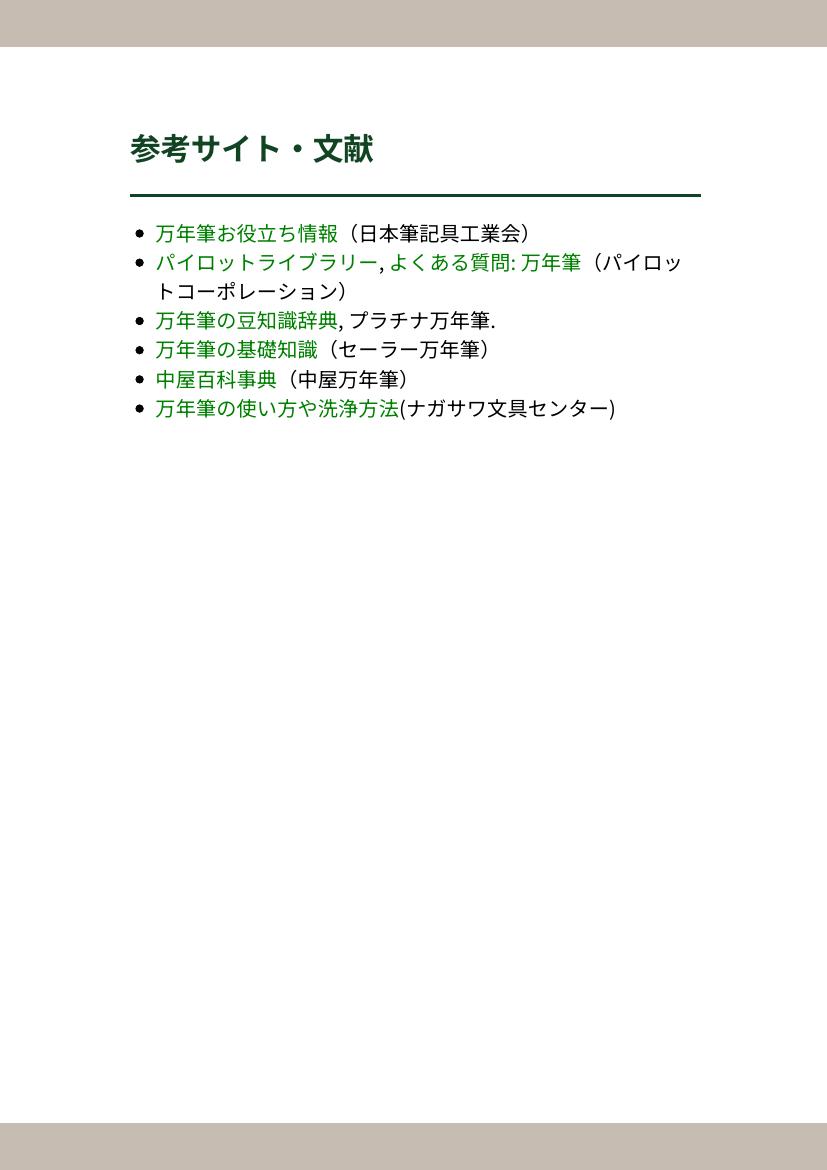 参考サイト・文献
• 万年筆お役立ち情報（日本筆記具工業会）
• パイロットライブラリー, よくある質問: 万年筆（パイロッ
トコーポレーション）
• 万年筆の豆知識辞典, プラチナ万年筆.
• 万年筆の基礎知識（セーラー万年筆）
• 中屋百科事典（中屋万年筆）
• 万年筆の使い方や洗浄方法(ナガサワ文具センター)